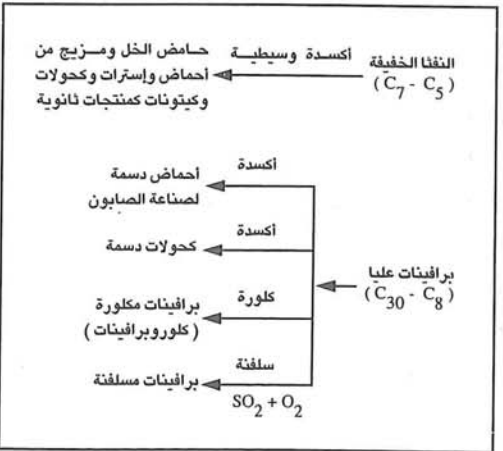 النفثا الخفيفة
(C7 - C5)
أكسدة وسيطية
حامض الخل ومزيج من
أحماض وإسترات وكحولات
وكيتونات كمنتجات ثانوية
برافينات عليا
(C30 - C8)
أكسدة
أحماض دسمة
لصناعة الصابون
أكسدة
كحولات دسمة
كلورة
برافينات مكلورة
(كلوروبرافينات)
سلفنة
SO2 + O2
برافينات مسلفنة